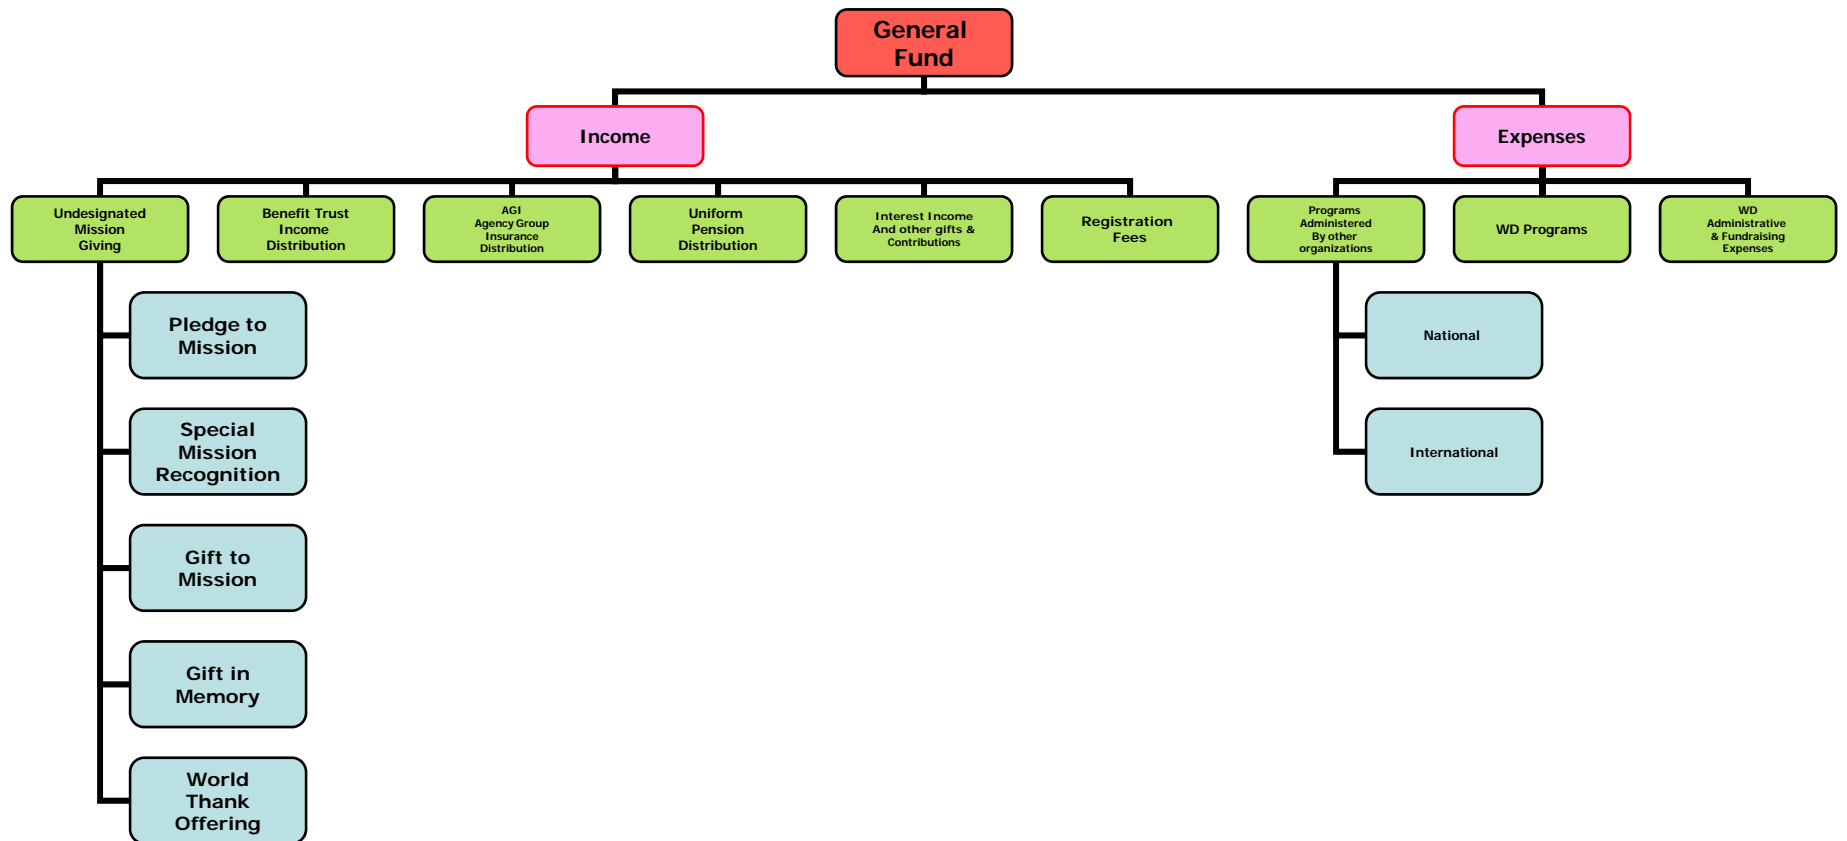 General
Fund
Income
Expenses
Undesignated
Mission
Giving
Benefit Trust
Income
Distribution
AGI
Agency Group
Insurance
Distribution
Uniform
Pension
Distribution
Interest Income
And other gifts &
Contributions
Registration
Fees
Programs
Administered
By other
organizations
WD Programs
WD
Administrative
& Fundraising
Expenses
Pledge to
Mission
National
Special
Mission
Recognition
International
Gift to
Mission
Gift in
Memory
World
Thank
Offering